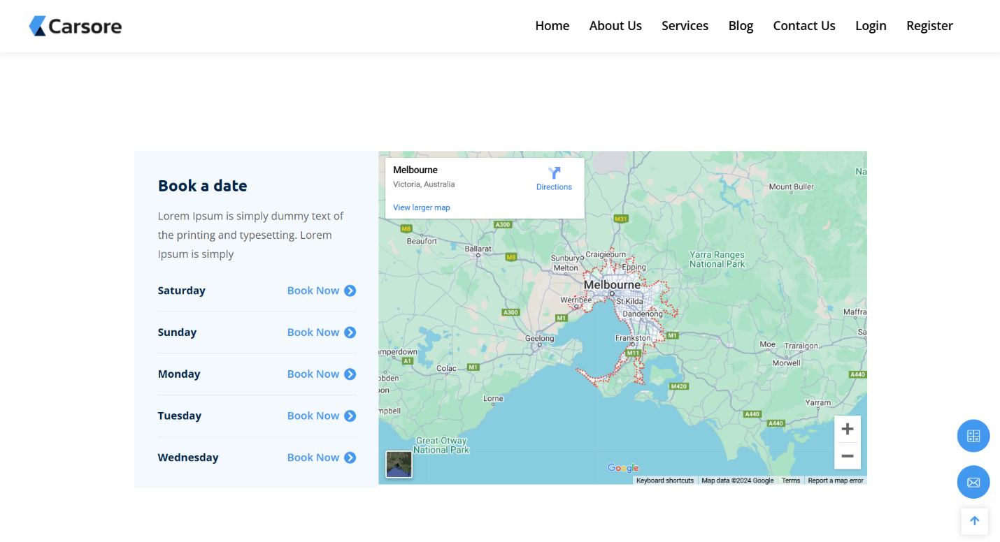 Carsore
Home About Us Services Blog Contact Us Login Register
Book a date
Lorem Ipsum is simply dummy text of
the printing and typesetting. Lorem
Ipsum is simply
Saturday Book Now
Sunday Book Now
Monday Book Now
Tuesday Book Now
Wednesday Book Now
Melbourne
Victoria, Australia
Directions
View larger map
Na
Mount Buller
M31
A300
M8
Beaufort
Ballarat
M8
Craigieburn
Sunbury
Melton
Epping
Yarra Ranges
National Park
Melbourne
Werribee
St Kilda
A300
M1
Dandenong
Maffra
Geelong
Frankston
M1
Sa
Moe
Traralgon
Morwell
amperdown
A1
M11
Colac
M1
A440
obden
oon
M420
Lorne
Yarram
mpbell
A440
A440
Great Otway
National Park
Google
Keyboard shortcuts Map data ©2024 Google Terms Report a map error